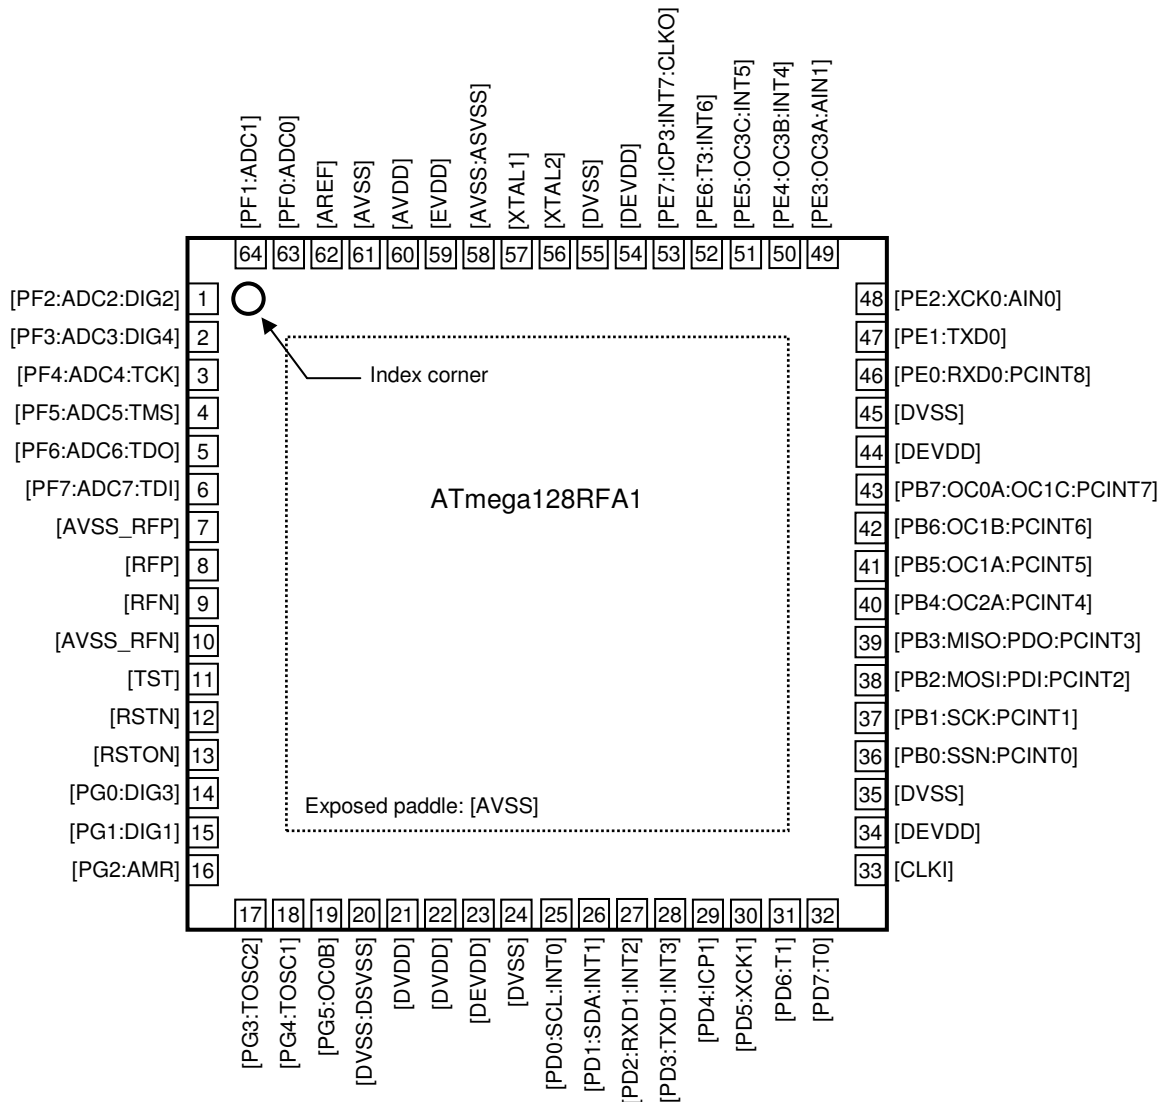 [PF1:ADC1]
[PF0:ADC0]
[AREF]
[AVSS]
[AVDD]
[EVDD]
[AVSS:ASVSS]
[XTAL1]
[XTAL2]
[DVSS]
[DEVDD]
[PE7:ICP3:INT7:CLKO]
[PE6:T3:INT6]
[PE5:OC3C:INT5]
[PE4:OC3B:INT4]
[PE3:OC3A:AIN1]
64 63 62 61 60 59 58 57 56 55 54 53 52 51 50 49
[PF2:ADC2:DIG2] 1
[PF3:ADC3:DIG4] 2
[PF4:ADC4:TCK] 3
[PF5:ADC5:TMS] 4
[PF6:ADC6:TDO] 5
[PF7:ADC7:TDI] 6
[AVSS_RFP] 7
[RFP] 8
[RFN] 9
[AVSS_RFN] 10
[TST] 11
[RSTN] 12
[RSTON] 13
[PG0:DIG3] 14
[PG1:DIG1] 15
[PG2:AMR] 16
Index corner
ATmega128RFA1
Exposed paddle: [AVSS]
48 [PE2:XCK0:AIN0]
47 [PE1:TXD0]
46 [PE0:RXD0:PCINT8]
45 [DVSS]
44 [DEVDD]
43 [PB7:OC0A:OC1C:PCINT7]
42 [PB6:OC1B:PCINT6]
41 [PB5:OC1A:PCINT5]
40 [PB4:OC2A:PCINT4]
39 [PB3:MISO:PDO:PCINT3]
38 [PB2:MOSI:PDI:PCINT2]
37 [PB1:SCK:PCINT1]
36 [PB0:SSN:PCINT0]
35 [DVSS]
34 [DEVDD]
33 [CLKI]
17 18 19 20 21 22 23 24 25 26 27 28 29 30 31 32
[PG3:TOSC2]
[PG4:TOSC1]
[PG5:OC0B]
[DVSS:DSVSS]
[DVDD]
[DVDD]
[DEVDD]
[DVSS]
[PD0:SCL:INT0]
[PD1:SDA:INT1]
[PD2:RXD1:INT2]
[PD3:TXD1:INT3]
[PD4:ICP1]
[PD5:XCK1]
[PD6:T1]
[PD7:T0]